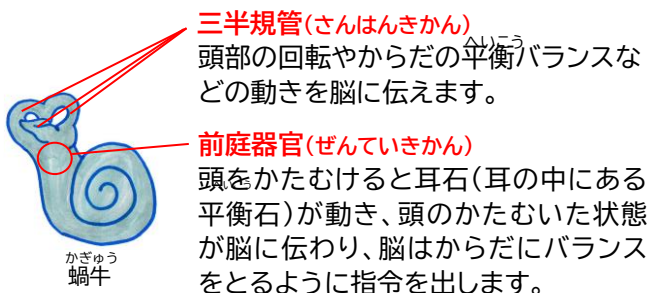 三半規管(さんはんきかん)
頭部の回転やからだの平衡バランスな
へいこう
どの動きを脳に伝えます。
前庭器官(ぜんていきかん)
頭をかたむけると耳石(耳の中にある
平衡石)が動き、頭のかたむいた状態
が脳に伝わり、脳はからだにバランス
をとるように指令を出します。
かぎゅう
蝸牛